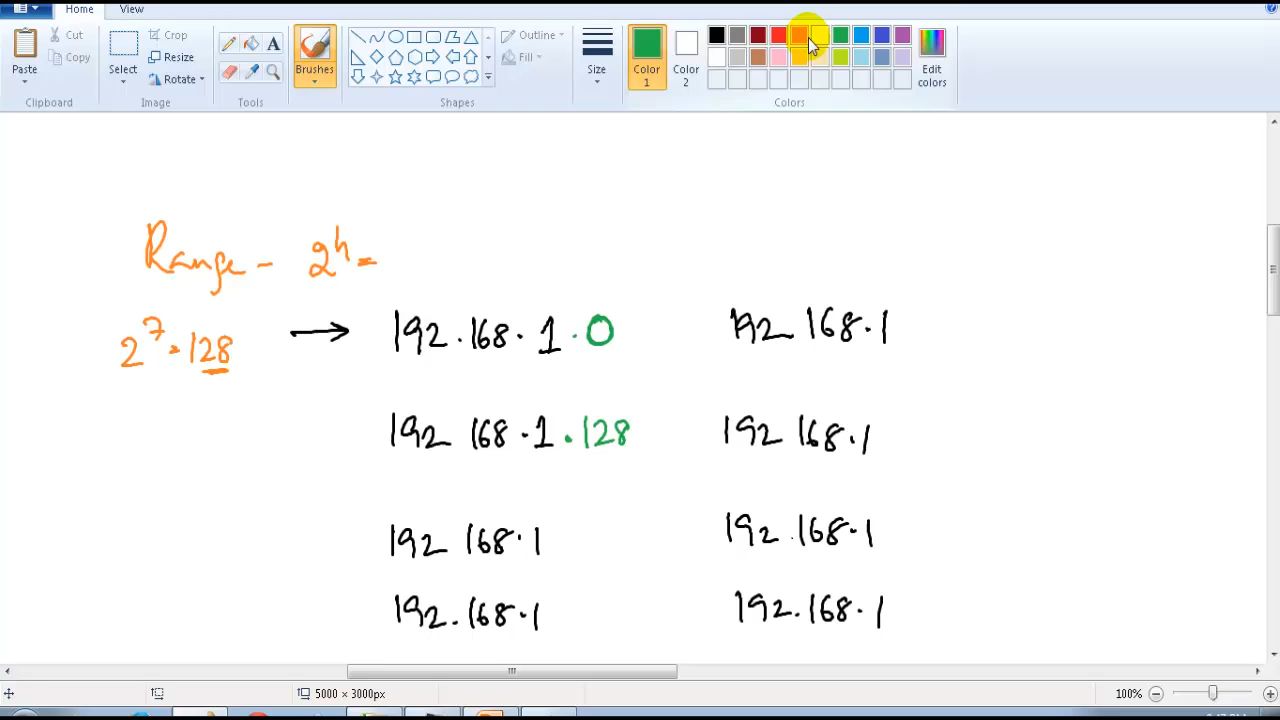 Home View
Paste Cut Copy Select Crop Resize Rotate A Brushes Outline Fill Size Color 1 Color 2 Edit colors
Clipboard Image Tools Shapes Colors
Range - 2ʰ =
2⁷ = 128
192.168.1.0 192 168.1
192 168.1.128 192 168.1
192 168.1 192.168.1
192.168.1 192.168.1
5000 × 3000px 100%